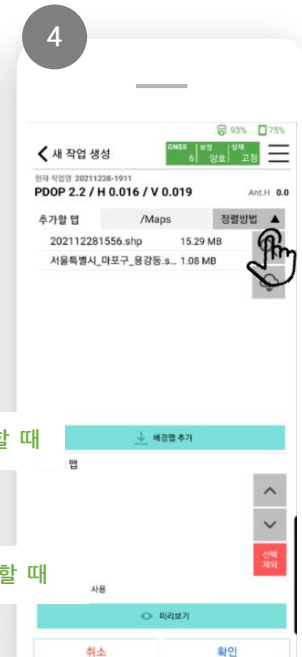 4
93% 75%
새 작업 생성
GNSS 보정 상태
6 양호 고정
현재 작업명 20211228-1911
PDOP 2.2 / H 0.016 / V 0.019 Ant.H 0.0
추가할 맵 /Maps 정렬방법 ▲
202112281556.shp 15.29 MB
서울특별시_마포구_용강동.s... 1.08 MB
배경맵 추가
할 때
맵
선택
제외
할 때
사용
미리보기
취소 확인